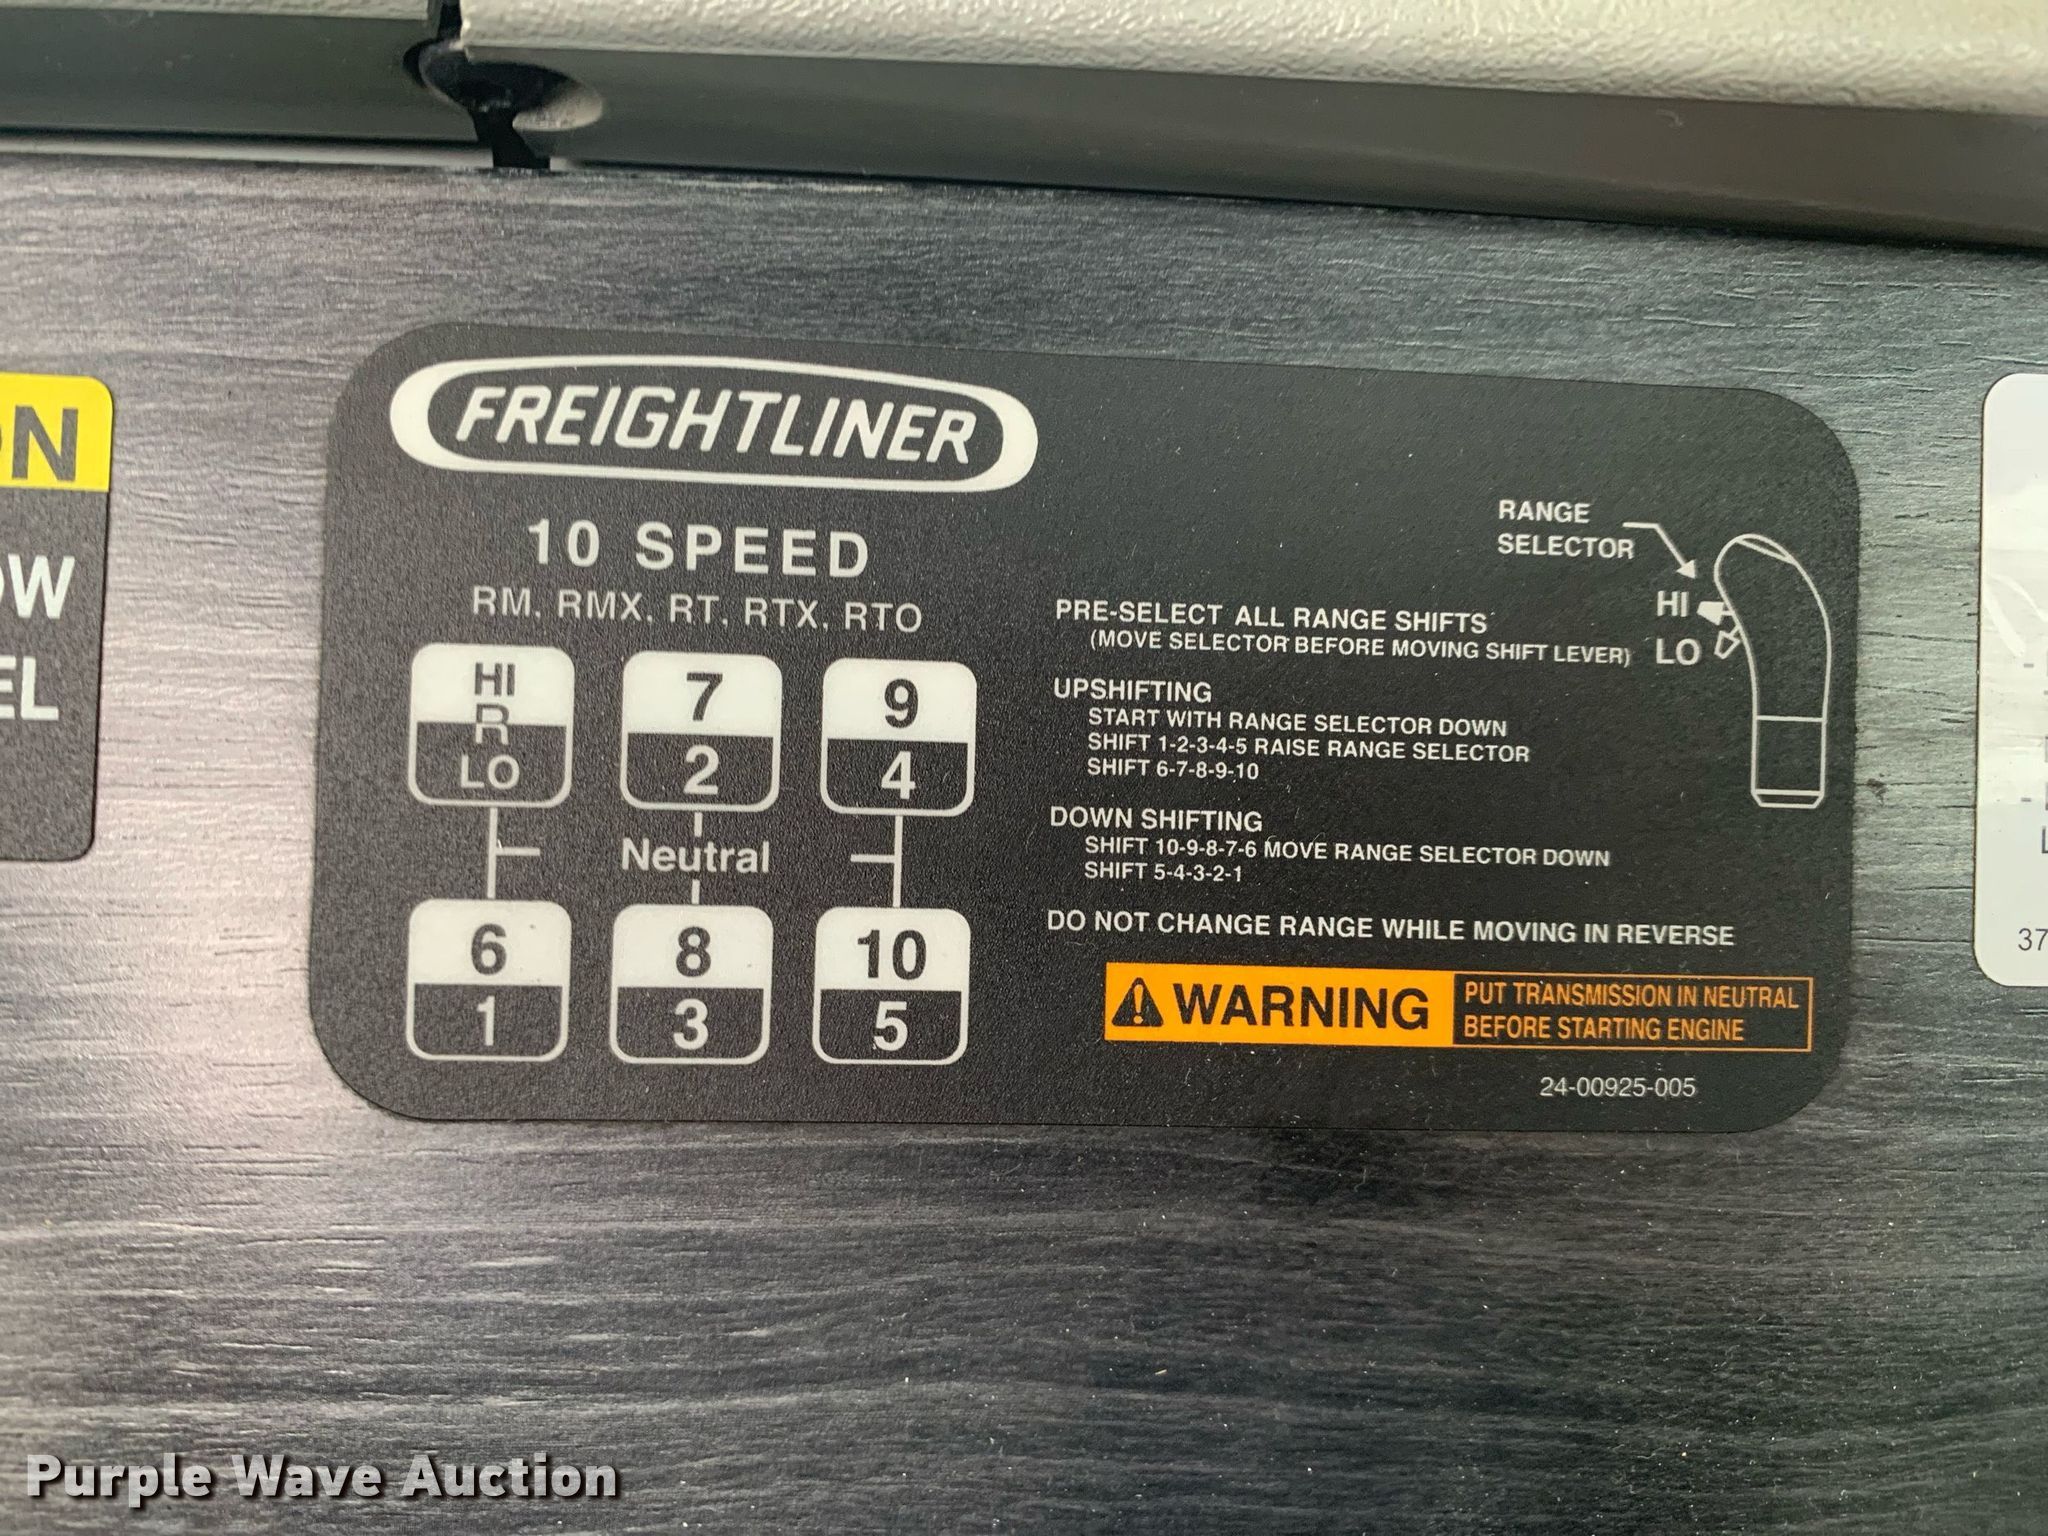 FREIGHTLINER
10 SPEED
RM, RMX, RT, RTX, RTO
HI
R
LO
7
2
9
4
Neutral
6
1
8
3
10
5
RANGE
SELECTOR
HI
LO
PRE-SELECT ALL RANGE SHIFTS
(MOVE SELECTOR BEFORE MOVING SHIFT LEVER)
UPSHIFTING
START WITH RANGE SELECTOR DOWN
SHIFT 1-2-3-4-5 RAISE RANGE SELECTOR
SHIFT 6-7-8-9-10
DOWN SHIFTING
SHIFT 10-9-8-7-6 MOVE RANGE SELECTOR DOWN
SHIFT 5-4-3-2-1
DO NOT CHANGE RANGE WHILE MOVING IN REVERSE
WARNING
PUT TRANSMISSION IN NEUTRAL
BEFORE STARTING ENGINE
24-00925-005
37
Purple Wave Auction